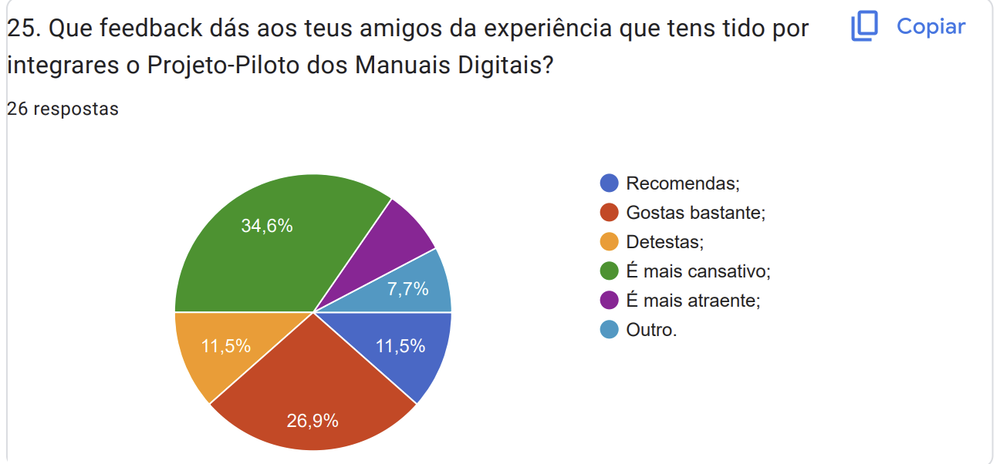 25. Que feedback dás aos teus amigos da experiência que tens tido por
integrares o Projeto-Piloto dos Manuais Digitais?
Copiar
26 respostas
34,6%
7,7%
11,5%
11,5%
26,9%
Recomendas;
Gostas bastante;
Detestas;
É mais cansativo;
É mais atraente;
Outro.